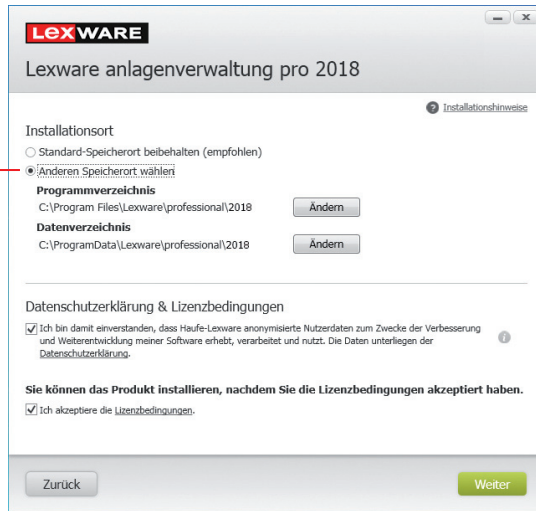 LEXWARE
Lexware anlagenverwaltung pro 2018
Installationshinweise
Installationsort
Standard-Speicherort beibehalten (empfohlen)
Anderen Speicherort wählen
Programmverzeichnis
C:\Program Files\Lexware\professional\2018 Ändern
Datenverzeichnis
C:\ProgramData\Lexware\professional\2018 Ändern
Datenschutzerklärung & Lizenzbedingungen
Ich bin damit einverstanden, dass Haufe-Lexware anonymisierte Nutzerdaten zum Zwecke der Verbesserung
und Weiterentwicklung meiner Software erhebt, verarbeitet und nutzt. Die Daten unterliegen der
Datenschutzerklärung.
Sie können das Produkt installieren, nachdem Sie die Lizenzbedingungen akzeptiert haben.
Ich akzeptiere die Lizenzbedingungen.
Zurück Weiter